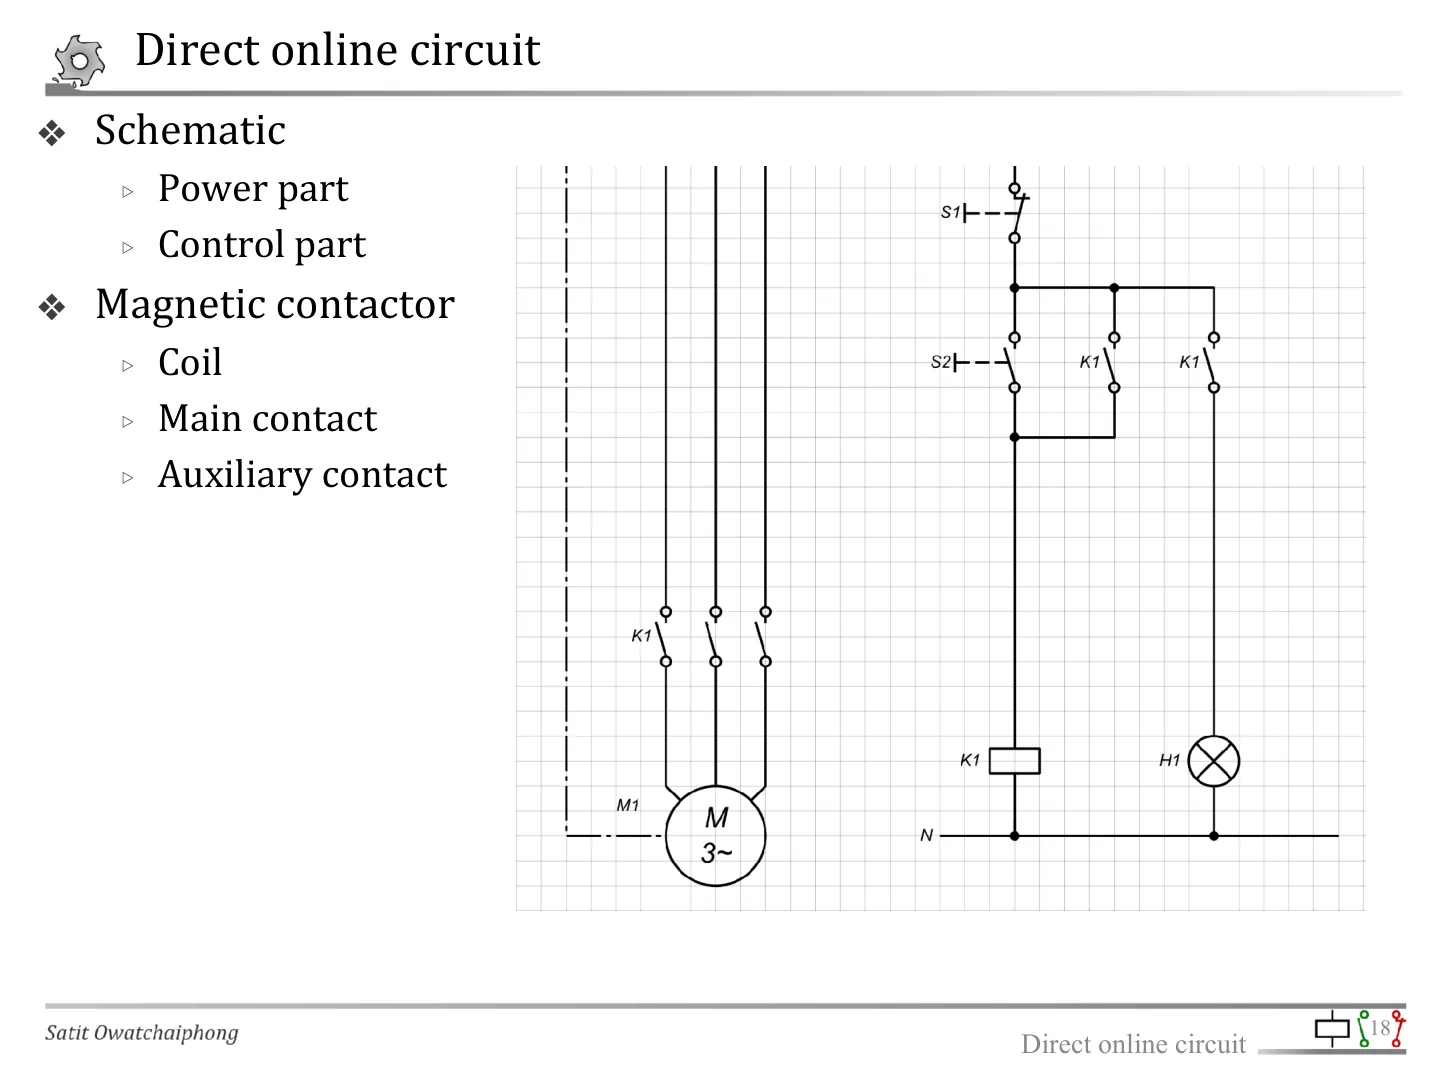 Direct online circuit
❖ Schematic
▷ Power part
▷ Control part
❖ Magnetic contactor
▷ Coil
▷ Main contact
▷ Auxiliary contact
S1
S2
K1
K1
K1
K1
H1
M1
M
3~
N
Satit Owatchaiphong
Direct online circuit
18